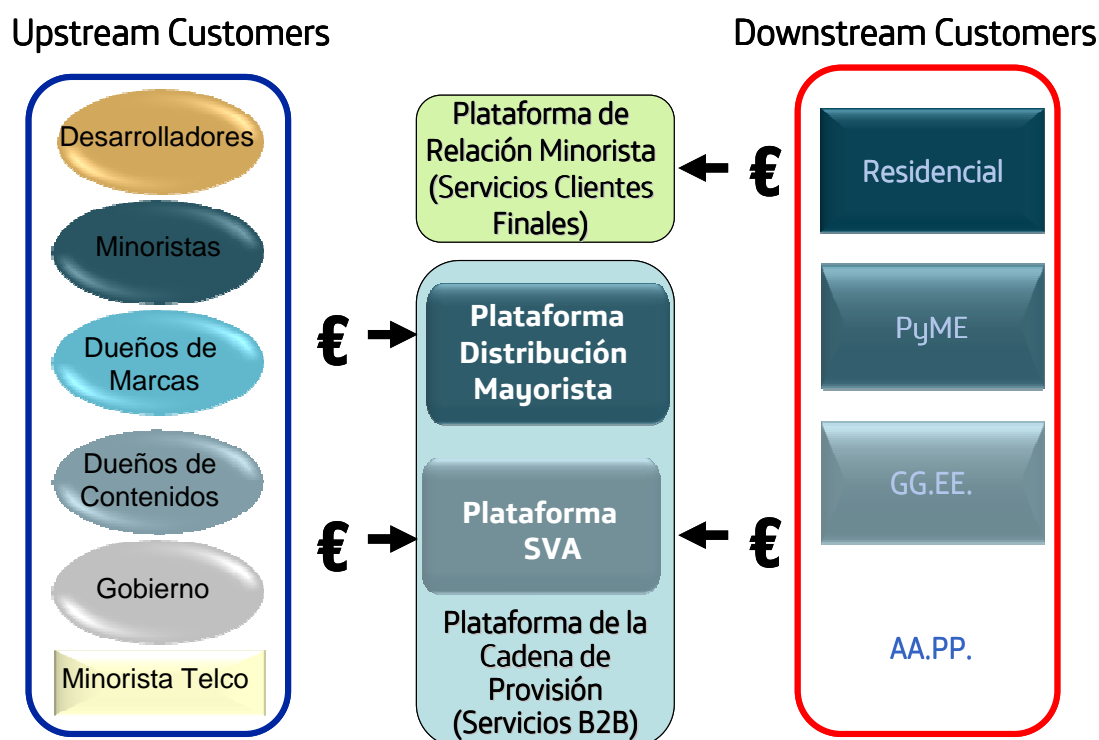 Upstream Customers
Downstream Customers
Desarrolladores
Minoristas
Dueños de
Marcas
Dueños de
Contenidos
Gobierno
Minorista Telco
€
€
Plataforma de
Relación Minorista
(Servicios Clientes
Finales)
Plataforma
Distribución
Mayorista
Plataforma
SVA
Plataforma de la
Cadena de
Provisión
(Servicios B2B)
€
€
Residencial
PyME
GG.EE.
AA.PP.